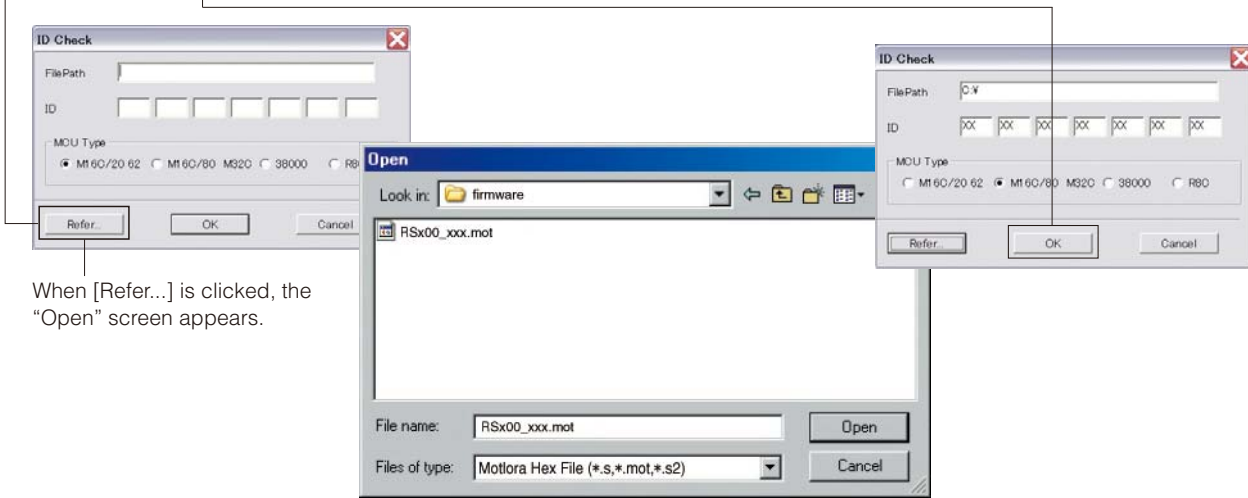 ID Check
FilePath
ID
MCU Type
M16C/20 62 M16C/80 M32C 38000 R8C
Refer... OK Cancel
When [Refer...] is clicked, the
“Open” screen appears.
Open
Look in: firmware
RSx00_xxx.mot
File name: RSx00_xxx.mot Open
Files of type: Motlora Hex File (*.s,*.mot,*.s2) Cancel
ID Check
FilePath C:¥
ID XX XX XX XX XX XX XX
MCU Type
M16C/20 62 M16C/80 M32C 38000 R8C
Refer... OK Cancel